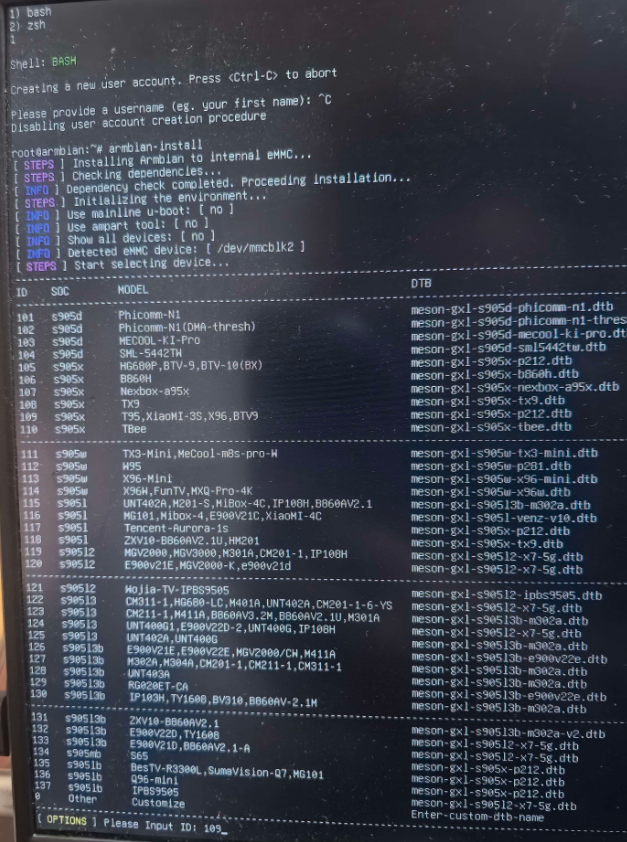 1) bash
2) zsh
1
Shell: BASH
Creating a new user account. Press <Ctrl-C> to abort
Please provide a username (eg. your first name): ^C
Disabling user account creation procedure
root@armbian:~# armbian-install
[ STEPS ] Installing Armbian to internal eMMC...
[ STEPS ] Checking dependencies...
[ INFO ] Dependency check completed. Proceeding installation...
[ STEPS ] Initializing the environment...
[ INFO ] Use mainline u-boot: [ no ]
[ INFO ] Use ampart tool: [ no ]
[ INFO ] Show all devices: [ no ]
[ INFO ] Detected eMMC device: [ /dev/mmcblk2 ]
[ STEPS ] Start selecting device...
ID SOC MODEL DTB
101 s905d Phicomm-N1 meson-gxl-s905d-phicomm-n1.dtb
102 s905d Phicomm-N1(DMA-thresh) meson-gxl-s905d-phicomm-n1-thres
103 s905d MECOOL-KI-Pro meson-gxl-s905d-mecool-ki-pro.dt
104 s905d SML-5442TW meson-gxl-s905d-sml5442tw.dtb
105 s905x HG680P,BTV-9,BTV-10(BX) meson-gxl-s905x-p212.dtb
106 s905x B860H meson-gxl-s905x-b860h.dtb
107 s905x Nexbox-a95x meson-gxl-s905x-nexbox-a95x.dtb
108 s905x TX9 meson-gxl-s905x-tx9.dtb
109 s905x T95,XiaoMI-3S,X96,BTV9 meson-gxl-s905x-p212.dtb
110 s905x TBee meson-gxl-s905x-tbee.dtb
111 s905w TX3-Mini,MeCool-m8s-pro-W meson-gxl-s905w-tx3-mini.dtb
112 s905w W95 meson-gxl-s905w-p281.dtb
113 s905w X96-Mini meson-gxl-s905w-x96-mini.dtb
114 s905w X96W,FunTV,MXQ-Pro-4K meson-gxl-s905w-x96w.dtb
115 s905l UNT402A,M201-S,MiBox-4C,IP108H,B860AV2.1 meson-gxl-s905l3b-m302a.dtb
116 s905l MG101,Mibox-4,E900V21C,XiaoMI-4C meson-gxl-s905l-venz-v10.dtb
117 s905l Tencent-Aurora-1s meson-gxl-s905x-p212.dtb
118 s905l ZXV10-BB60AV2.1U,HM201 meson-gxl-s905x-tx9.dtb
119 s905l2 MGV2000,MGV3000,M301A,CM201-1,IP108H meson-gxl-s905l2-x7-5g.dtb
120 s905l2 E900v21E,MGV2000-K,e900v21d meson-gxl-s905l2-x7-5g.dtb
121 s905l2 Wojia-TV-IPBS9505 meson-gxl-s905l2-ipbs9505.dtb
122 s905l3 CM311-1,HG680-LC,M401A,UNT402A,CM201-1-6-YS meson-gxl-s905l2-x7-5g.dtb
123 s905l3 CM211-1,M411A,BB60AV3.2M,BB60AV2.1U,M301A meson-gxl-s905l3b-m302a.dtb
124 s905l3 UNT400G1,E900V22D-2,UNT400G,IP108H meson-gxl-s905l2-x7-5g.dtb
125 s905l3 UNT402A,UNT400G meson-gxl-s905l3b-m302a.dtb
126 s905l3b E900V21E,E900V22E,MGV2000/CW,M411A meson-gxl-s905l3b-e900v22e.dtb
127 s905l3b M302A,M304A,CM201-1,CM211-1,CM311-1 meson-gxl-s905l3b-m302a.dtb
128 s905l3b UNT403A meson-gxl-s905l3b-m302a.dtb
129 s905l3b RG020ET-CA meson-gxl-s905l3b-e900v22e.dtb
130 s905l3b IP103H,TY1608,BV310,BB60AV-2.1M meson-gxl-s905l3b-m302a.dtb
131 s905l3b ZXV10-BB60AV2.1 meson-gxl-s905l3b-m302a-v2.dtb
132 s905l3b E900V22D,TY1608 meson-gxl-s905l2-x7-5g.dtb
133 s905l3b E900V21D,BB60AV2.1-A meson-gxl-s905l2-x7-5g.dtb
134 s905mb S65 meson-gxl-s905x-p212.dtb
135 s905lb BesTV-R3300L,SumaVision-Q7,MG101 meson-gxl-s905x-p212.dtb
136 s905lb Q96-mini meson-gxl-s905x-p212.dtb
137 s905lb IPBS9505 meson-gxl-s905l2-x7-5g.dtb
0 Other Customize Enter-custom-dtb-name
[ OPTIONS ] Please Input ID: 109_